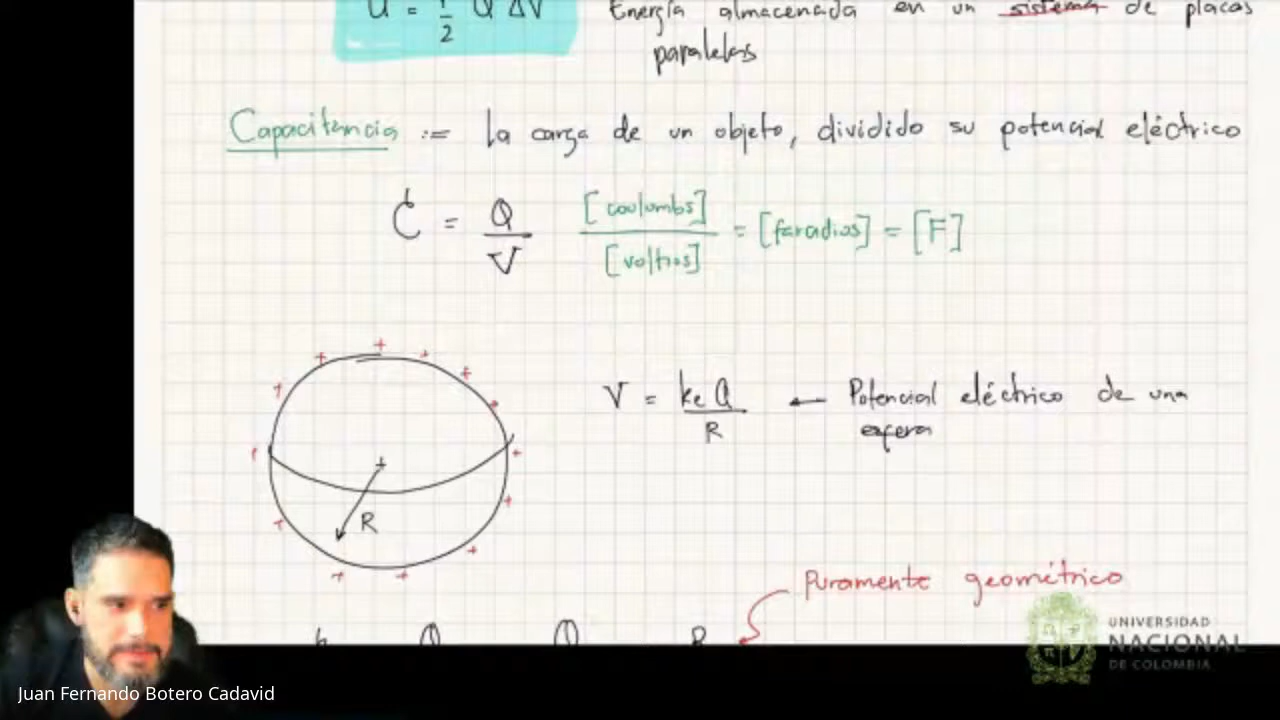 U = 1/2 Q ΔV Energía almacenada en un sistema de placas
paralelas
Capacitancia := la carga de un objeto, dividido su potencial eléctrico
C = Q/V [coulombs]/[voltios] = [faradios] = [F]
V = ke Q/R ← Potencial eléctrico de una
esfera
R
Puramente geométrico
Q Q R
UNIVERSIDAD
NACIONAL
DE COLOMBIA
Juan Fernando Botero Cadavid